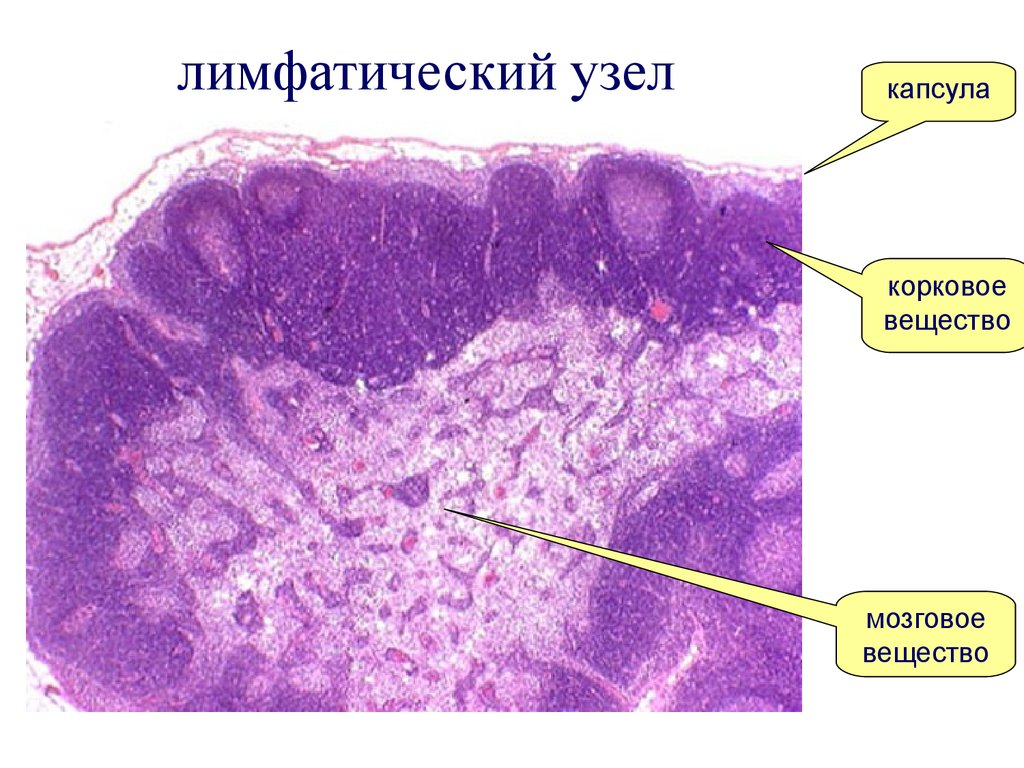 лимфатический узел
капсула
корковое
вещество
мозговое
вещество